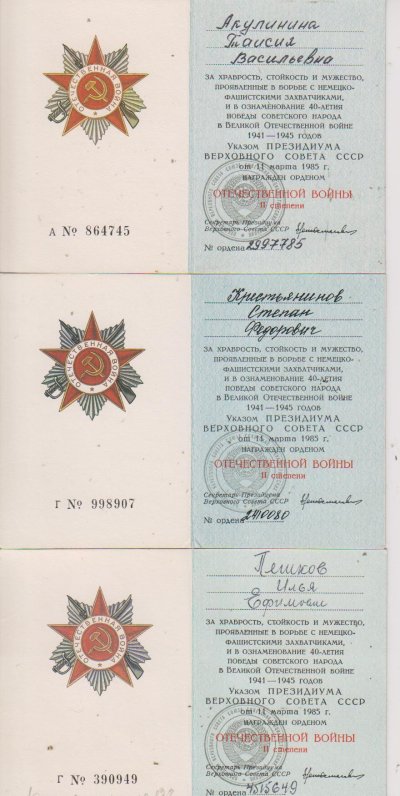 ОТЕЧЕСТВЕННАЯ ВОЙНА
А № 864745
Акулинина
Таисия
Васильевна
ЗА ХРАБРОСТЬ, СТОЙКОСТЬ И МУЖЕСТВО,
ПРОЯВЛЕННЫЕ В БОРЬБЕ С НЕМЕЦКО-
ФАШИСТСКИМИ ЗАХВАТЧИКАМИ,
И В ОЗНАМЕНОВАНИЕ 40-ЛЕТИЯ
ПОБЕДЫ СОВЕТСКОГО НАРОДА
В ВЕЛИКОЙ ОТЕЧЕСТВЕННОЙ ВОЙНЕ
1941—1945 ГОДОВ
УКАЗОМ ПРЕЗИДИУМА
ВЕРХОВНОГО СОВЕТА СССР
от 11 марта 1985 г.
НАГРАЖДЕН ОРДЕНОМ
ОТЕЧЕСТВЕННОЙ ВОЙНЫ
II степени
Секретарь Президиума
Верховного Совета СССР
№ ордена 2997785
ОТЕЧЕСТВЕННАЯ ВОЙНА
Г № 998907
Крестьянинов
Степан
Федорович
ЗА ХРАБРОСТЬ, СТОЙКОСТЬ И МУЖЕСТВО,
ПРОЯВЛЕННЫЕ В БОРЬБЕ С НЕМЕЦКО-
ФАШИСТСКИМИ ЗАХВАТЧИКАМИ,
И В ОЗНАМЕНОВАНИЕ 40-ЛЕТИЯ
ПОБЕДЫ СОВЕТСКОГО НАРОДА
В ВЕЛИКОЙ ОТЕЧЕСТВЕННОЙ ВОЙНЕ
1941—1945 ГОДОВ
УКАЗОМ ПРЕЗИДИУМА
ВЕРХОВНОГО СОВЕТА СССР
от 11 марта 1985 г.
НАГРАЖДЕН ОРДЕНОМ
ОТЕЧЕСТВЕННОЙ ВОЙНЫ
II степени
Секретарь Президиума
Верховного Совета СССР
№ ордена
ОТЕЧЕСТВЕННАЯ ВОЙНА
Г № 390949
Пешков
Илья
Ефимович
ЗА ХРАБРОСТЬ, СТОЙКОСТЬ И МУЖЕСТВО,
ПРОЯВЛЕННЫЕ В БОРЬБЕ С НЕМЕЦКО-
ФАШИСТСКИМИ ЗАХВАТЧИКАМИ,
И В ОЗНАМЕНОВАНИЕ 40-ЛЕТИЯ
ПОБЕДЫ СОВЕТСКОГО НАРОДА
В ВЕЛИКОЙ ОТЕЧЕСТВЕННОЙ ВОЙНЕ
1941—1945 ГОДОВ
УКАЗОМ ПРЕЗИДИУМА
ВЕРХОВНОГО СОВЕТА СССР
от 11 марта 1985 г.
НАГРАЖДЕН ОРДЕНОМ
ОТЕЧЕСТВЕННОЙ ВОЙНЫ
II степени
Секретарь Президиума
Верховного Совета СССР
№ ордена 4515649